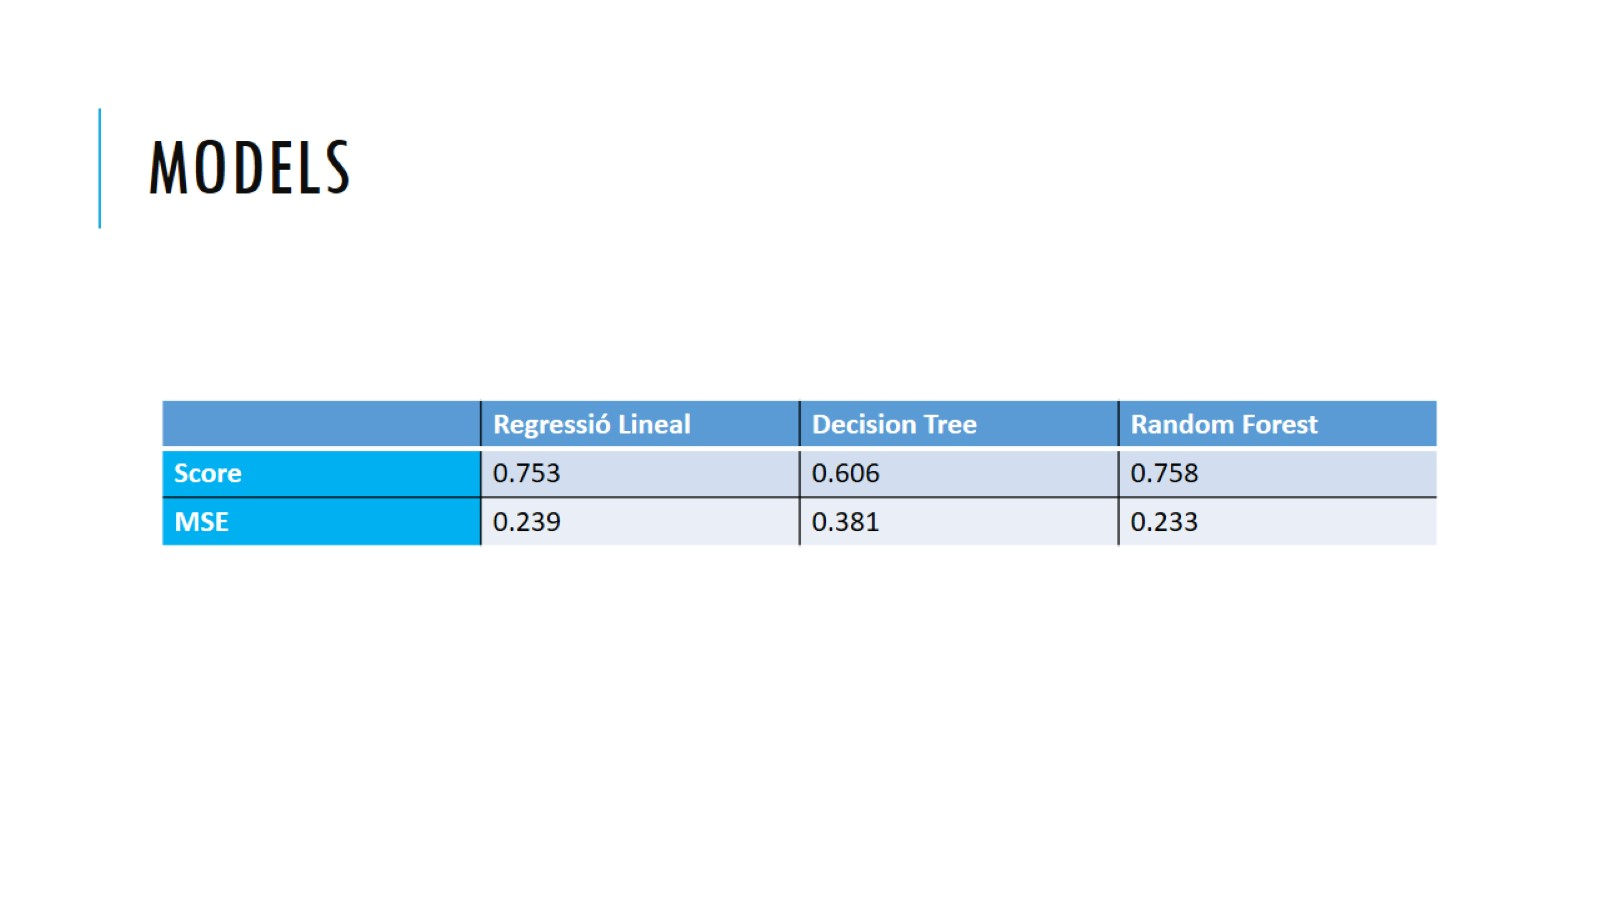 MODELS
Regressió Lineal Decision Tree Random Forest
Score 0.753 0.606 0.758
MSE 0.239 0.381 0.233